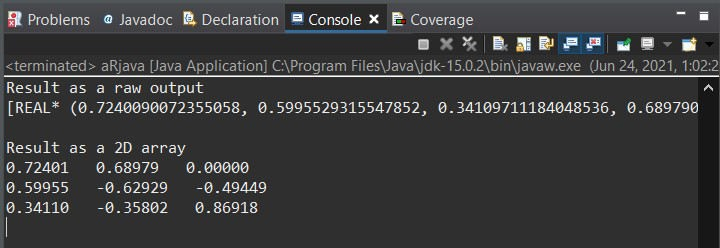 Problems Javadoc Declaration Console Coverage
<terminated> aRjava [Java Application] C:\Program Files\Java\jdk-15.0.2\bin\javaw.exe (Jun 24, 2021, 1:02:2
Result as a raw output
[REAL* (0.7240090072355058, 0.5995529315547852, 0.34109711184048536, 0.689790
Result as a 2D array
0.72401 0.68979 0.00000
0.59955 -0.62929 -0.49449
0.34110 -0.35802 0.86918